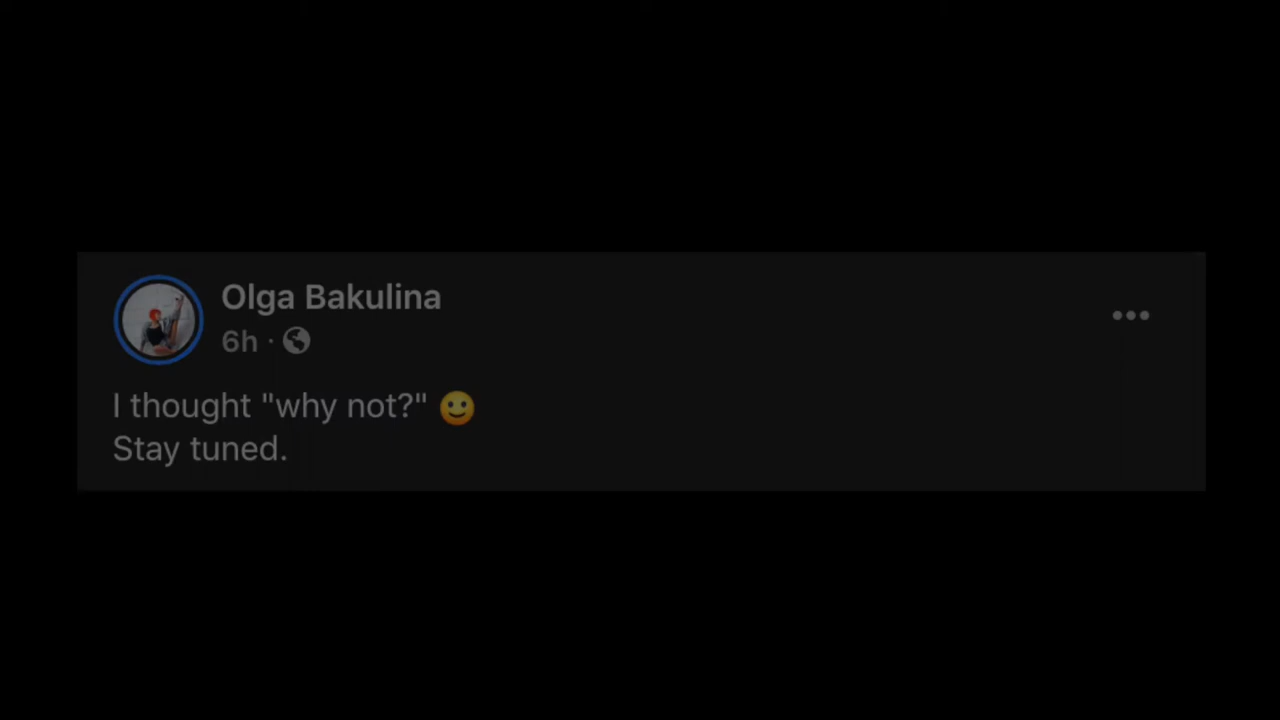 Olga Bakulina
6h ·
I thought "why not?" 🙂
Stay tuned.